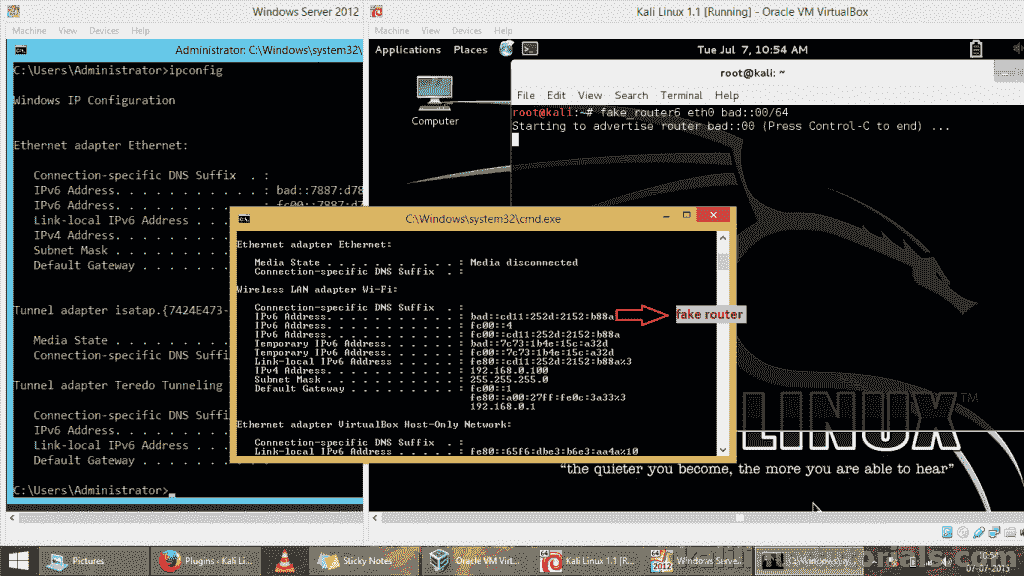 Windows Server 2012
Kali Linux 1.1 [Running] - Oracle VM VirtualBox
Machine View Devices Help
Machine View Devices Help
Administrator: C:\Windows\system32\
Applications Places
Tue Jul 7, 10:54 AM
C:\Users\Administrator>ipconfig
Windows IP Configuration
Ethernet adapter Ethernet:
Connection-specific DNS Suffix . :
IPv6 Address. . . . . . . . . . . : bad::7887:d78
IPv6 Address. . . . . . . . . . . : fc00::7887:d7
Link-local IPv6 Address . .
IPv4 Address. . . . . . . .
Subnet Mask . . . . . . . .
Default Gateway . . . . . .
Tunnel adapter isatap.{7424E473-
Media State . . . . . . . .
Connection-specific DNS Suffi
Tunnel adapter Teredo Tunneling
Connection-specific DNS Suffi
IPv6 Address. . . . . . . .
Link-local IPv6 Address . .
Default Gateway . . . . . .
C:\Users\Administrator>_
Computer
root@kali: ~
File Edit View Search Terminal Help
root@kali:~# fake_router6 eth0 bad::00/64
Starting to advertise router bad::00 (Press Control-C to end) ...
C:\Windows\system32\cmd.exe
Ethernet adapter Ethernet:
Media State . . . . . . . . . . . : Media disconnected
Connection-specific DNS Suffix . :
Wireless LAN adapter Wi-Fi:
Connection-specific DNS Suffix . :
IPv6 Address. . . . . . . . . . . : bad::cd11:252d:2152:b88a
IPv6 Address. . . . . . . . . . . : fc00::4
IPv6 Address. . . . . . . . . . . : fc00::cd11:252d:2152:b88a
Temporary IPv6 Address. . . . . . : bad::7c73:1b4e:15c:a32d
Temporary IPv6 Address. . . . . . : fc00::7c73:1b4e:15c:a32d
Link-local IPv6 Address . . . . . : fe80::cd11:252d:2152:b88a%3
IPv4 Address. . . . . . . . . . . : 192.168.0.100
Subnet Mask . . . . . . . . . . . : 255.255.255.0
Default Gateway . . . . . . . . . : fc00::1
fe80::a00:27ff:fe0c:3a33%3
192.168.0.1
Ethernet adapter VirtualBox Host-Only Network:
Connection-specific DNS Suffix . :
Link-local IPv6 Address . . . . . : fe80::65f6:dbe3:b6e3:aa4a%10
fake router
LINUX™
“the quieter you become, the more you are able to hear”
Pictures
Plugins - Kali Li...
Sticky Notes
Oracle VM Virt...
Kali Linux 1.1 [R...
Windows Serve...
07-07-2015